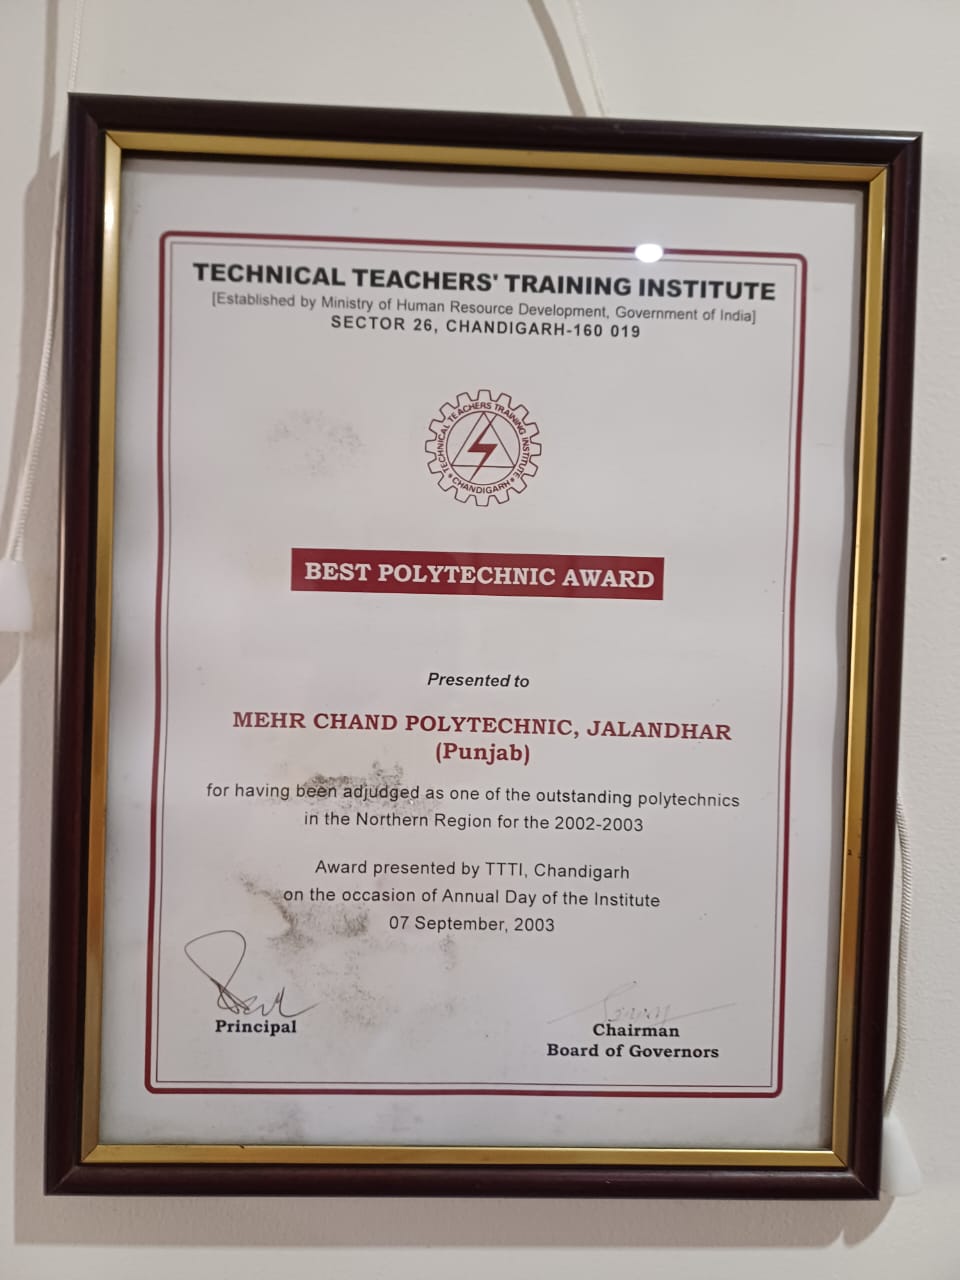 TECHNICAL TEACHERS' TRAINING INSTITUTE
[Established by Ministry of Human Resource Development, Government of India]
SECTOR 26, CHANDIGARH-160 019
TECHNICAL TEACHERS TRAINING INSTITUTE
* CHANDIGARH *
BEST POLYTECHNIC AWARD
Presented to
MEHR CHAND POLYTECHNIC, JALANDHAR
(Punjab)
for having been adjudged as one of the outstanding polytechnics
in the Northern Region for the 2002-2003
Award presented by TTTI, Chandigarh
on the occasion of Annual Day of the Institute
07 September, 2003
Principal
Chairman
Board of Governors